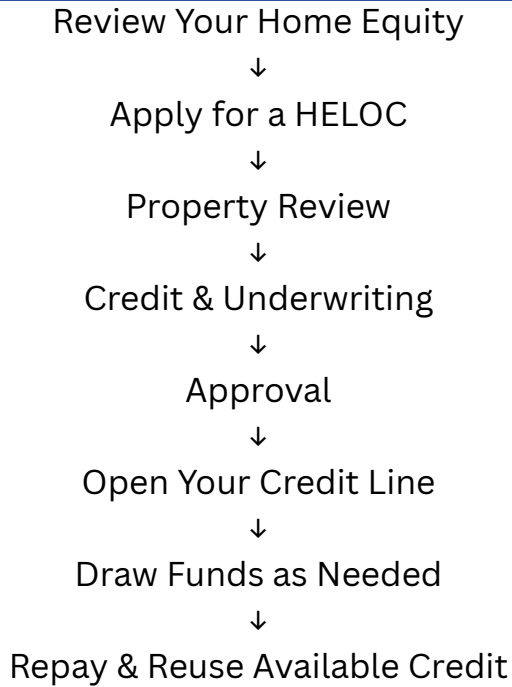 Review Your Home Equity
↓
Apply for a HELOC
↓
Property Review
↓
Credit & Underwriting
↓
Approval
↓
Open Your Credit Line
↓
Draw Funds as Needed
↓
Repay & Reuse Available Credit